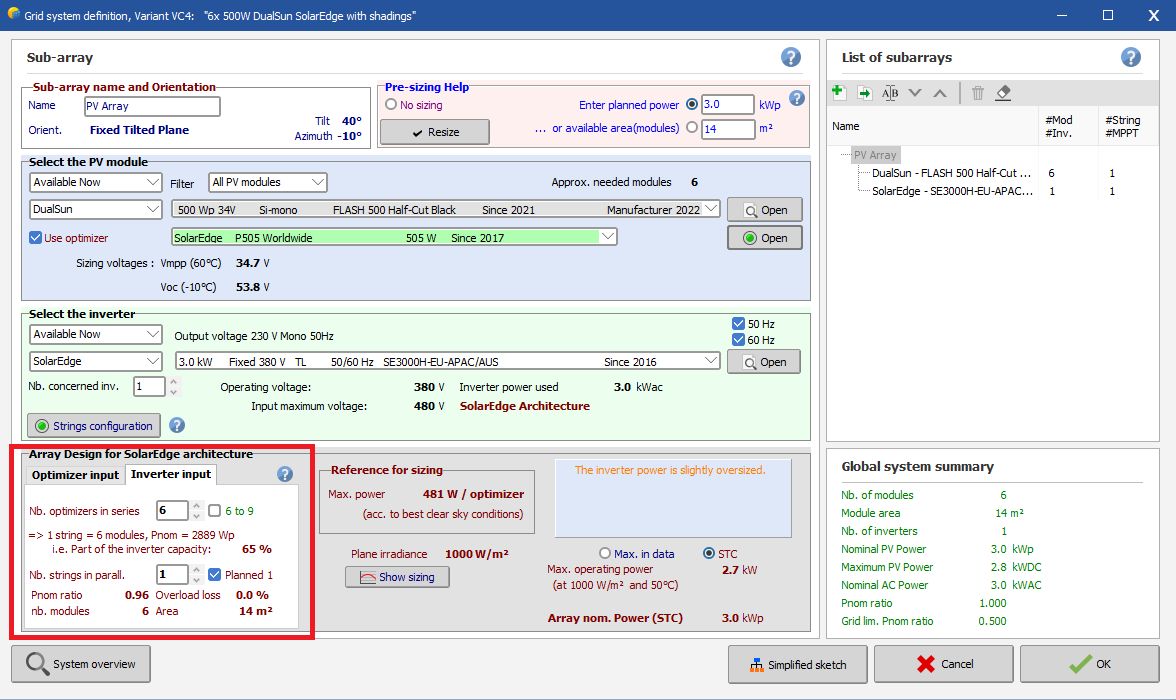 Grid system definition, Variant VC4: "6x 500W DualSun SolarEdge with shadings"
Sub-array
?
Sub-array name and Orientation
Name PV Array
Orient. Fixed Tilted Plane
Tilt 40°
Azimuth -10°
Pre-sizing Help
No sizing
Enter planned power 3.0 kWp
?
Resize
... or available area(modules) 14 m²
Select the PV module
Available Now
Filter
All PV modules
Approx. needed modules 6
DualSun
500 Wp 34V Si-mono FLASH 500 Half-Cut Black Since 2021 Manufacturer 2022
Open
Use optimizer
SolarEdge P505 Worldwide 505 W Since 2017
Open
Sizing voltages : Vmpp (60°C) 34.7 V
Voc (-10°C) 53.8 V
Select the inverter
Available Now
Output voltage 230 V Mono 50Hz
50 Hz
60 Hz
SolarEdge
3.0 kW Fixed 380 V TL 50/60 Hz SE3000H-EU-APAC/AUS Since 2016
Open
Nb. concerned inv. 1
Operating voltage: 380 V Inverter power used 3.0 kWac
Input maximum voltage: 480 V SolarEdge Architecture
Strings configuration
?
Array Design for SolarEdge architecture
Optimizer input
Inverter input
?
Nb. optimizers in series 6 6 to 9
=> 1 string = 6 modules, Pnom = 2889 Wp
i.e. Part of the inverter capacity: 65 %
Nb. strings in parall. 1 Planned 1
Pnom ratio 0.96 Overload loss 0.0 %
nb. modules 6 Area 14 m²
Reference for sizing
Max. power 481 W / optimizer
(acc. to best clear sky conditions)
The inverter power is slightly oversized.
Plane irradiance 1000 W/m²
Show sizing
Max. in data
STC
Max. operating power 2.7 kW
(at 1000 W/m² and 50°C)
Array nom. Power (STC) 3.0 kWp
List of subarrays
?
Name
#Mod
#Inv.
#String
#MPPT
PV Array
DualSun - FLASH 500 Half-Cut ... 6 1
SolarEdge - SE3000H-EU-APAC... 1 1
Global system summary
Nb. of modules 6
Module area 14 m²
Nb. of inverters 1
Nominal PV Power 3.0 kWp
Maximum PV Power 2.8 kWDC
Nominal AC Power 3.0 kWAC
Pnom ratio 1.000
Grid lim. Pnom ratio 0.500
System overview
Simplified sketch
Cancel
OK